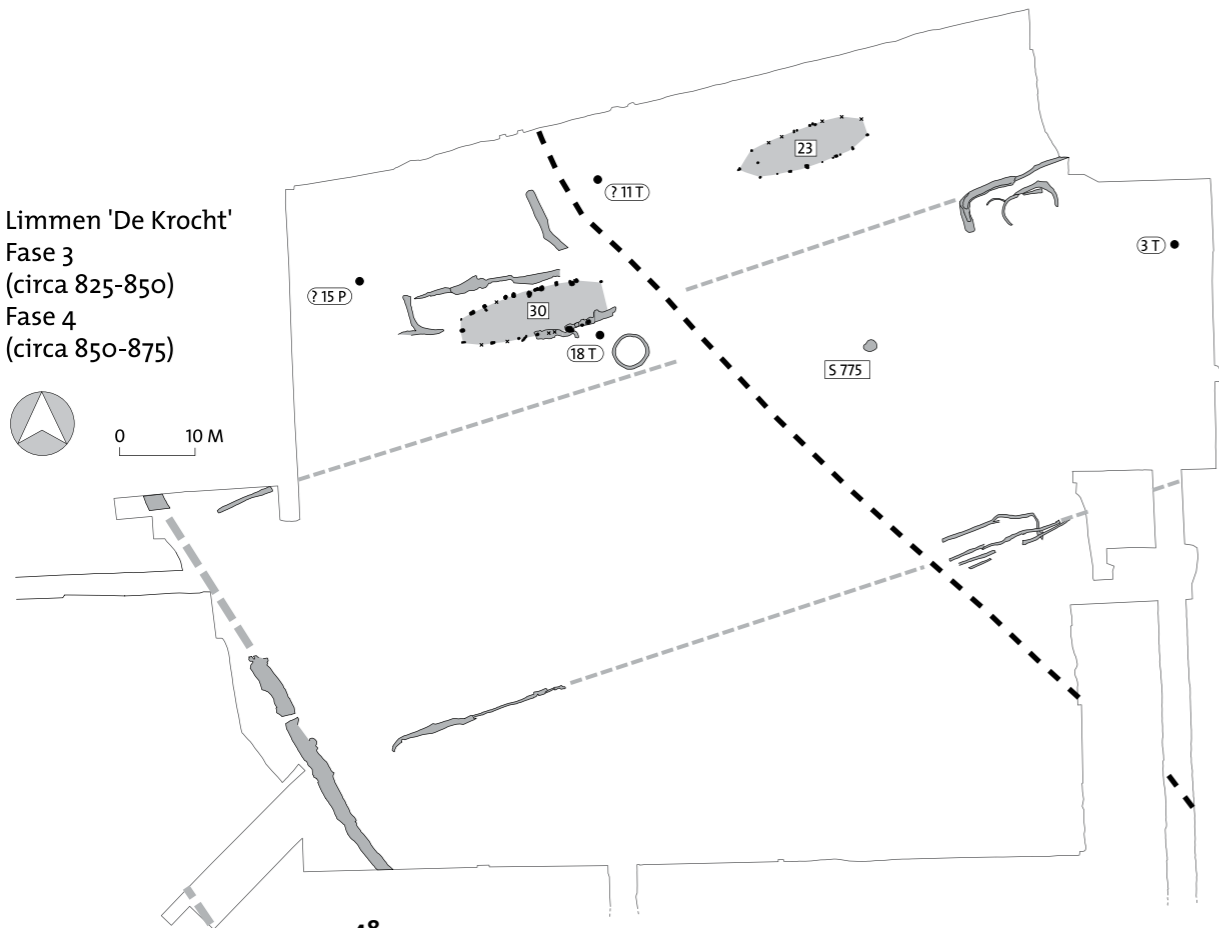 Limmen 'De Krocht'
Fase 3
(circa 825-850)
Fase 4
(circa 850-875)
0 10 M
23
? 11 T
3 T
? 15 P
30
18 T
S 775